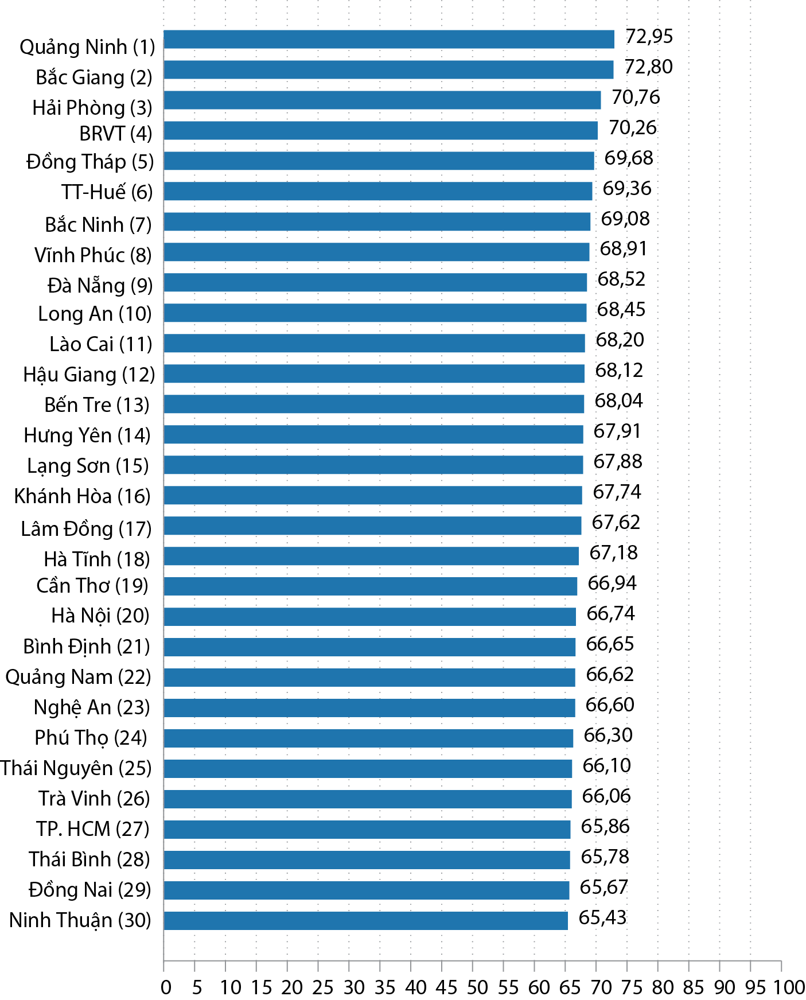 Quảng Ninh (1) 72,95
Bắc Giang (2) 72,80
Hải Phòng (3) 70,76
BRVT (4) 70,26
Đồng Tháp (5) 69,68
TT-Huế (6) 69,36
Bắc Ninh (7) 69,08
Vĩnh Phúc (8) 68,91
Đà Nẵng (9) 68,52
Long An (10) 68,45
Lào Cai (11) 68,20
Hậu Giang (12) 68,12
Bến Tre (13) 68,04
Hưng Yên (14) 67,91
Lạng Sơn (15) 67,88
Khánh Hòa (16) 67,74
Lâm Đồng (17) 67,62
Hà Tĩnh (18) 67,18
Cần Thơ (19) 66,94
Hà Nội (20) 66,74
Bình Định (21) 66,65
Quảng Nam (22) 66,62
Nghệ An (23) 66,60
Phú Thọ (24) 66,30
Thái Nguyên (25) 66,10
Trà Vinh (26) 66,06
TP. HCM (27) 65,86
Thái Bình (28) 65,78
Đồng Nai (29) 65,67
Ninh Thuận (30) 65,43
0 5 10 15 20 25 30 35 40 45 50 55 60 65 70 75 80 85 90 95 100